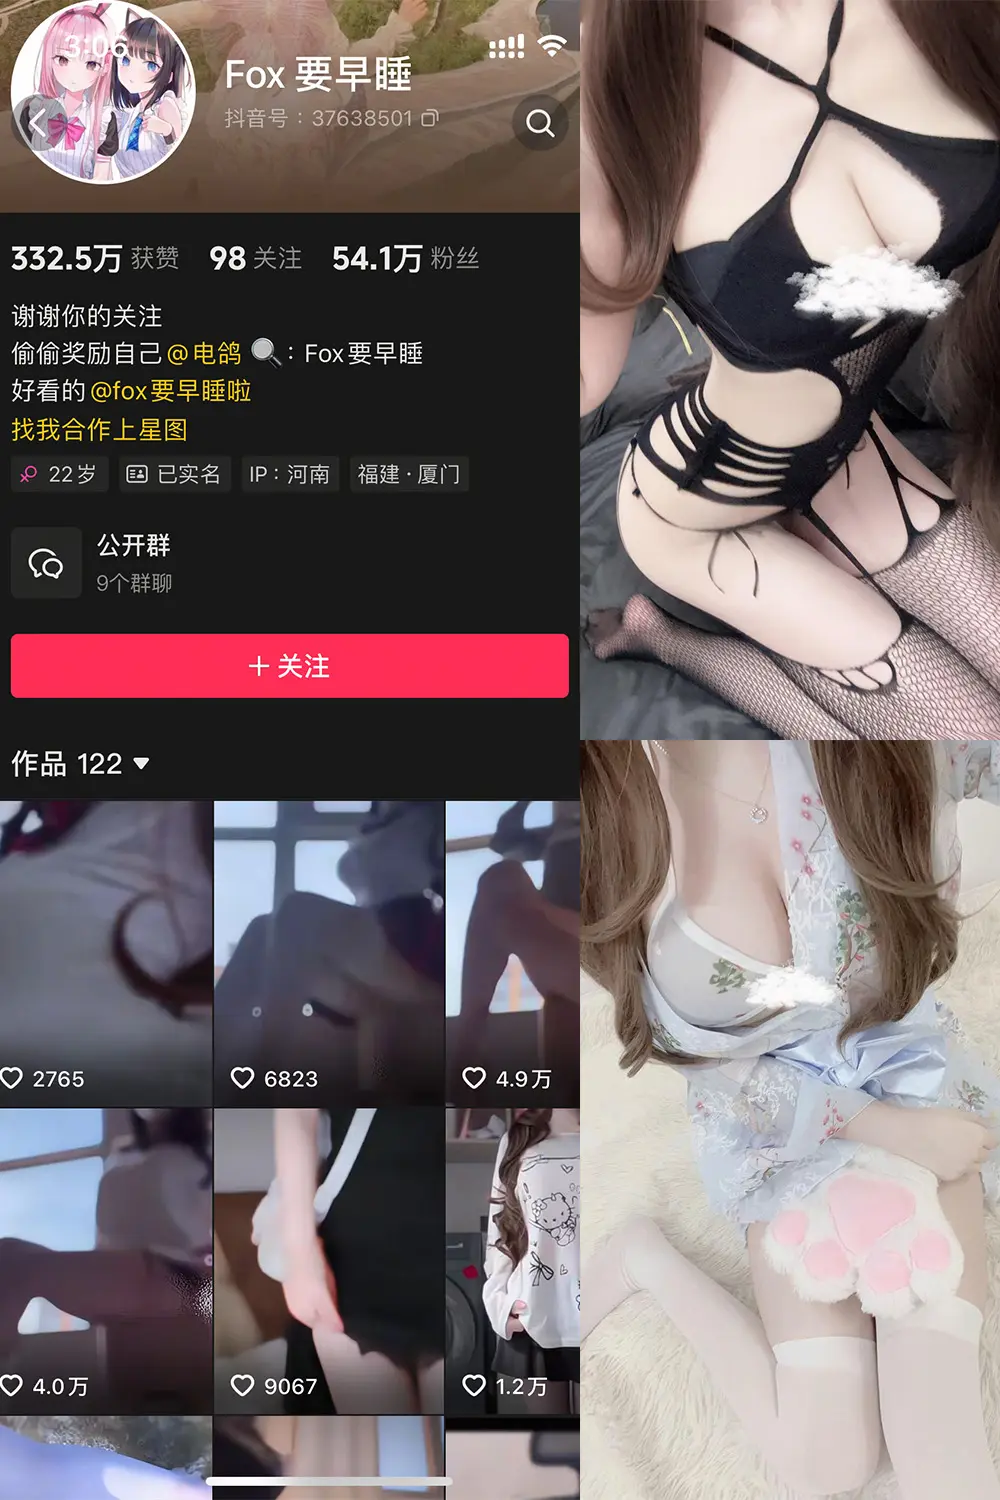 3:06
Fox 要早睡
抖音号：37638501
332.5万 获赞 98 关注 54.1万 粉丝
谢谢你的关注
偷偷奖励自己@电鸽 🔍：Fox要早睡
好看的@fox要早睡啦
找我合作上星图
22岁 已实名 IP：河南 福建·厦门
公开群
9个群聊
＋关注
作品 122
2765 6823 4.9万
4.0万 9067 1.2万